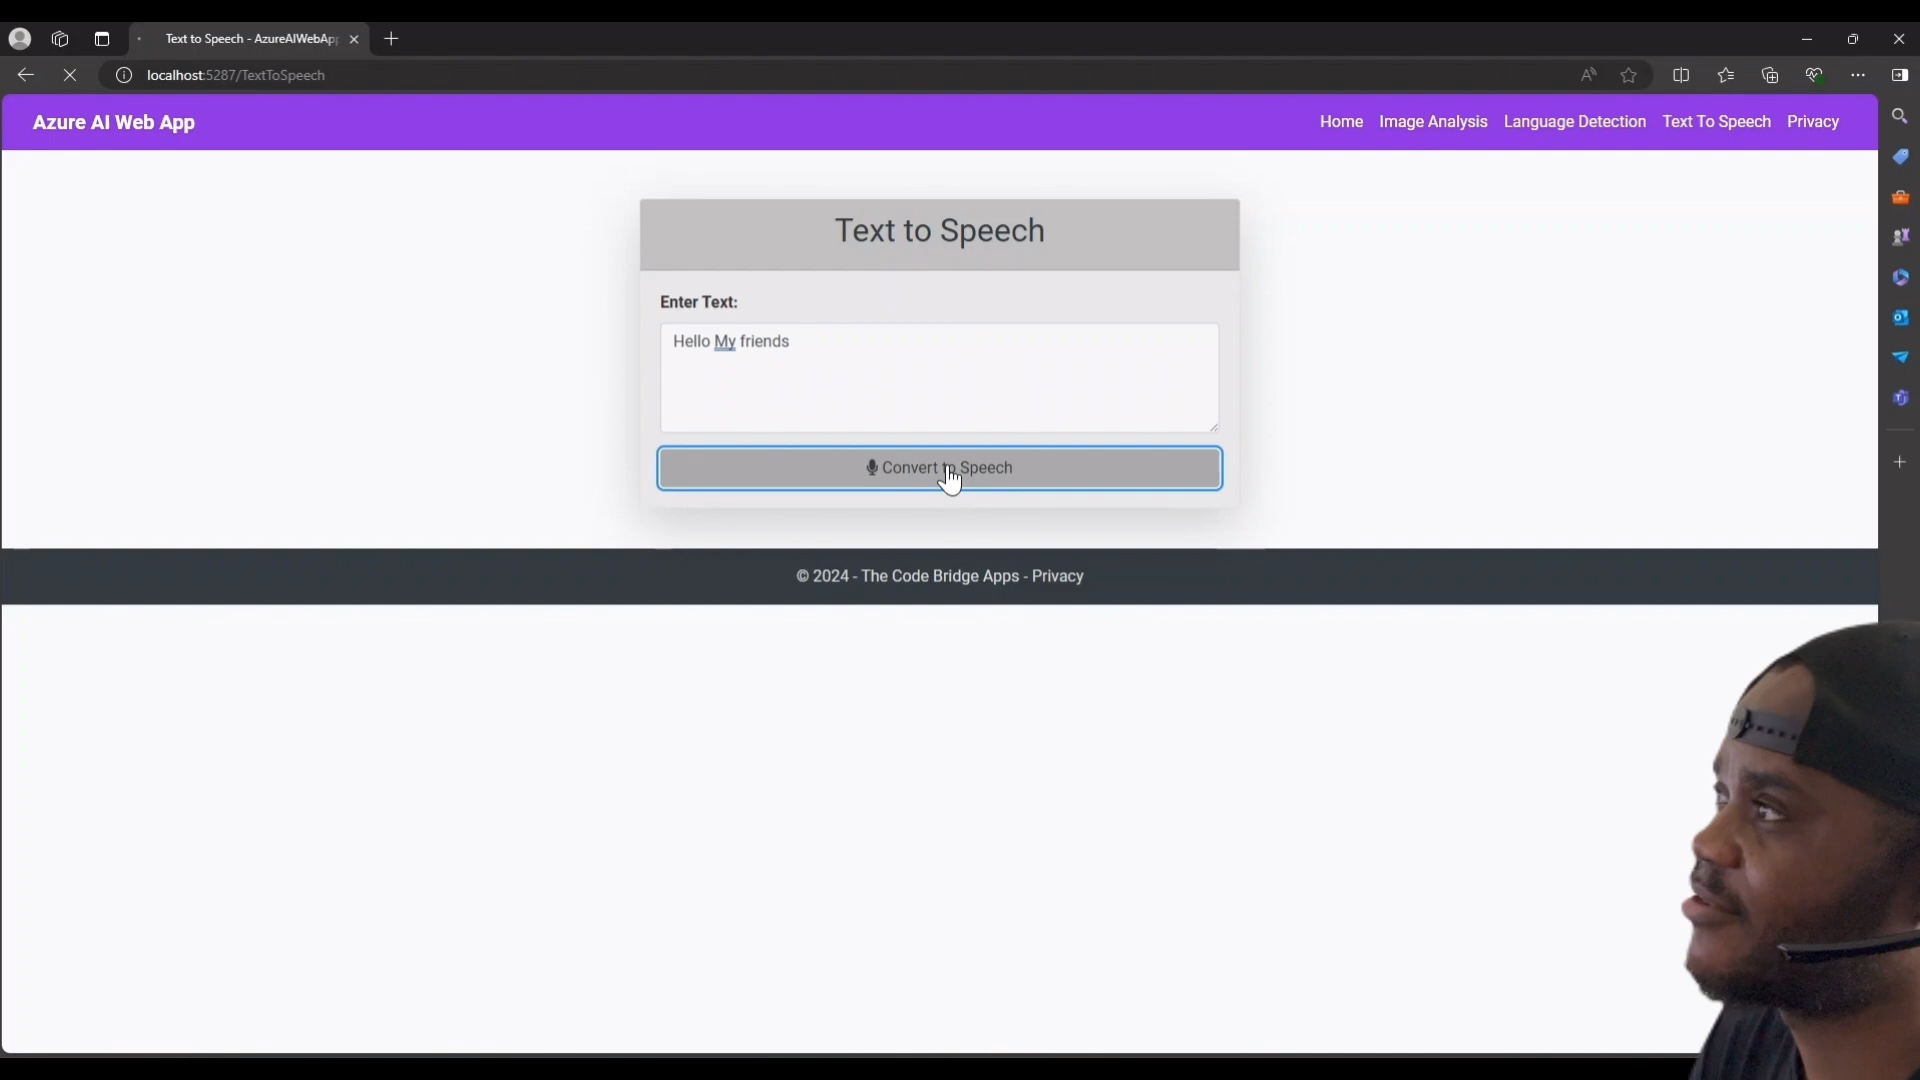 Text to Speech - AzureAIWebApp
localhost:5287/TextToSpeech
Azure AI Web App
Home Image Analysis Language Detection Text To Speech Privacy
Text to Speech
Enter Text:
Hello My friends
Convert to Speech
© 2024 - The Code Bridge Apps - Privacy